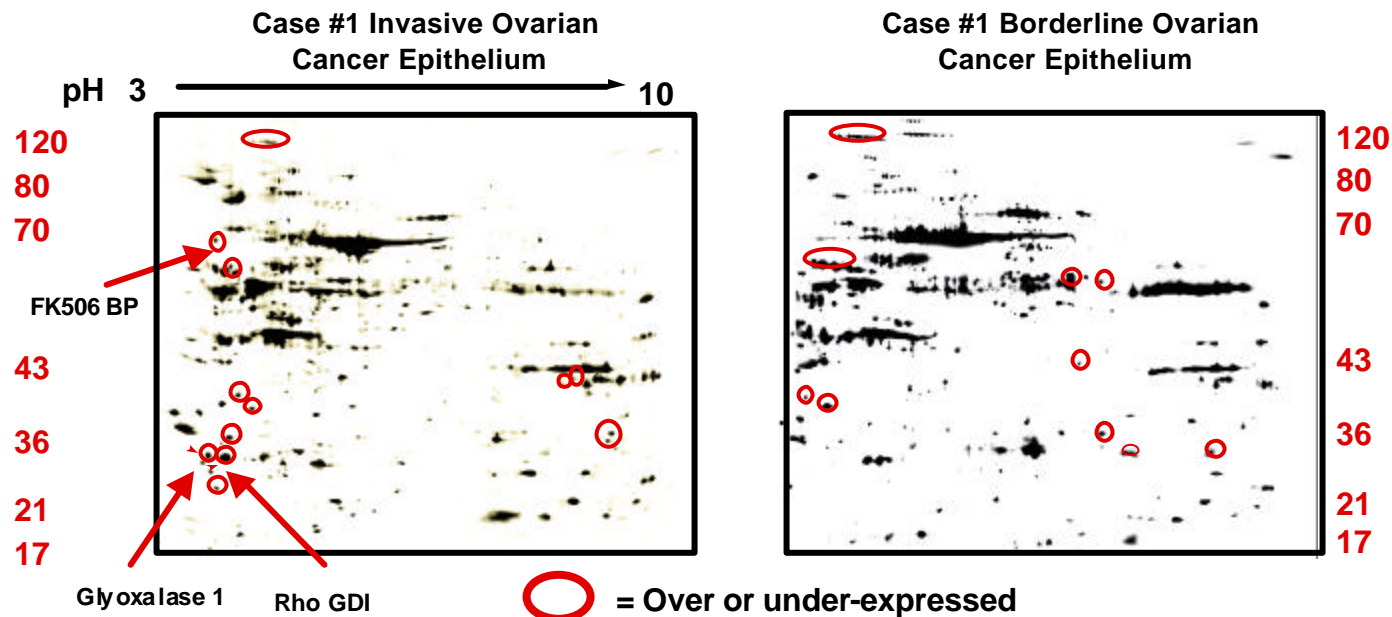 Case #1 Invasive Ovarian
Cancer Epithelium
pH 3
10
120
80
70
43
36
21
17
FK506 BP
Glyoxalase 1
Rho GDI
Case #1 Borderline Ovarian
Cancer Epithelium
120
80
70
43
36
21
17
= Over or under-expressed